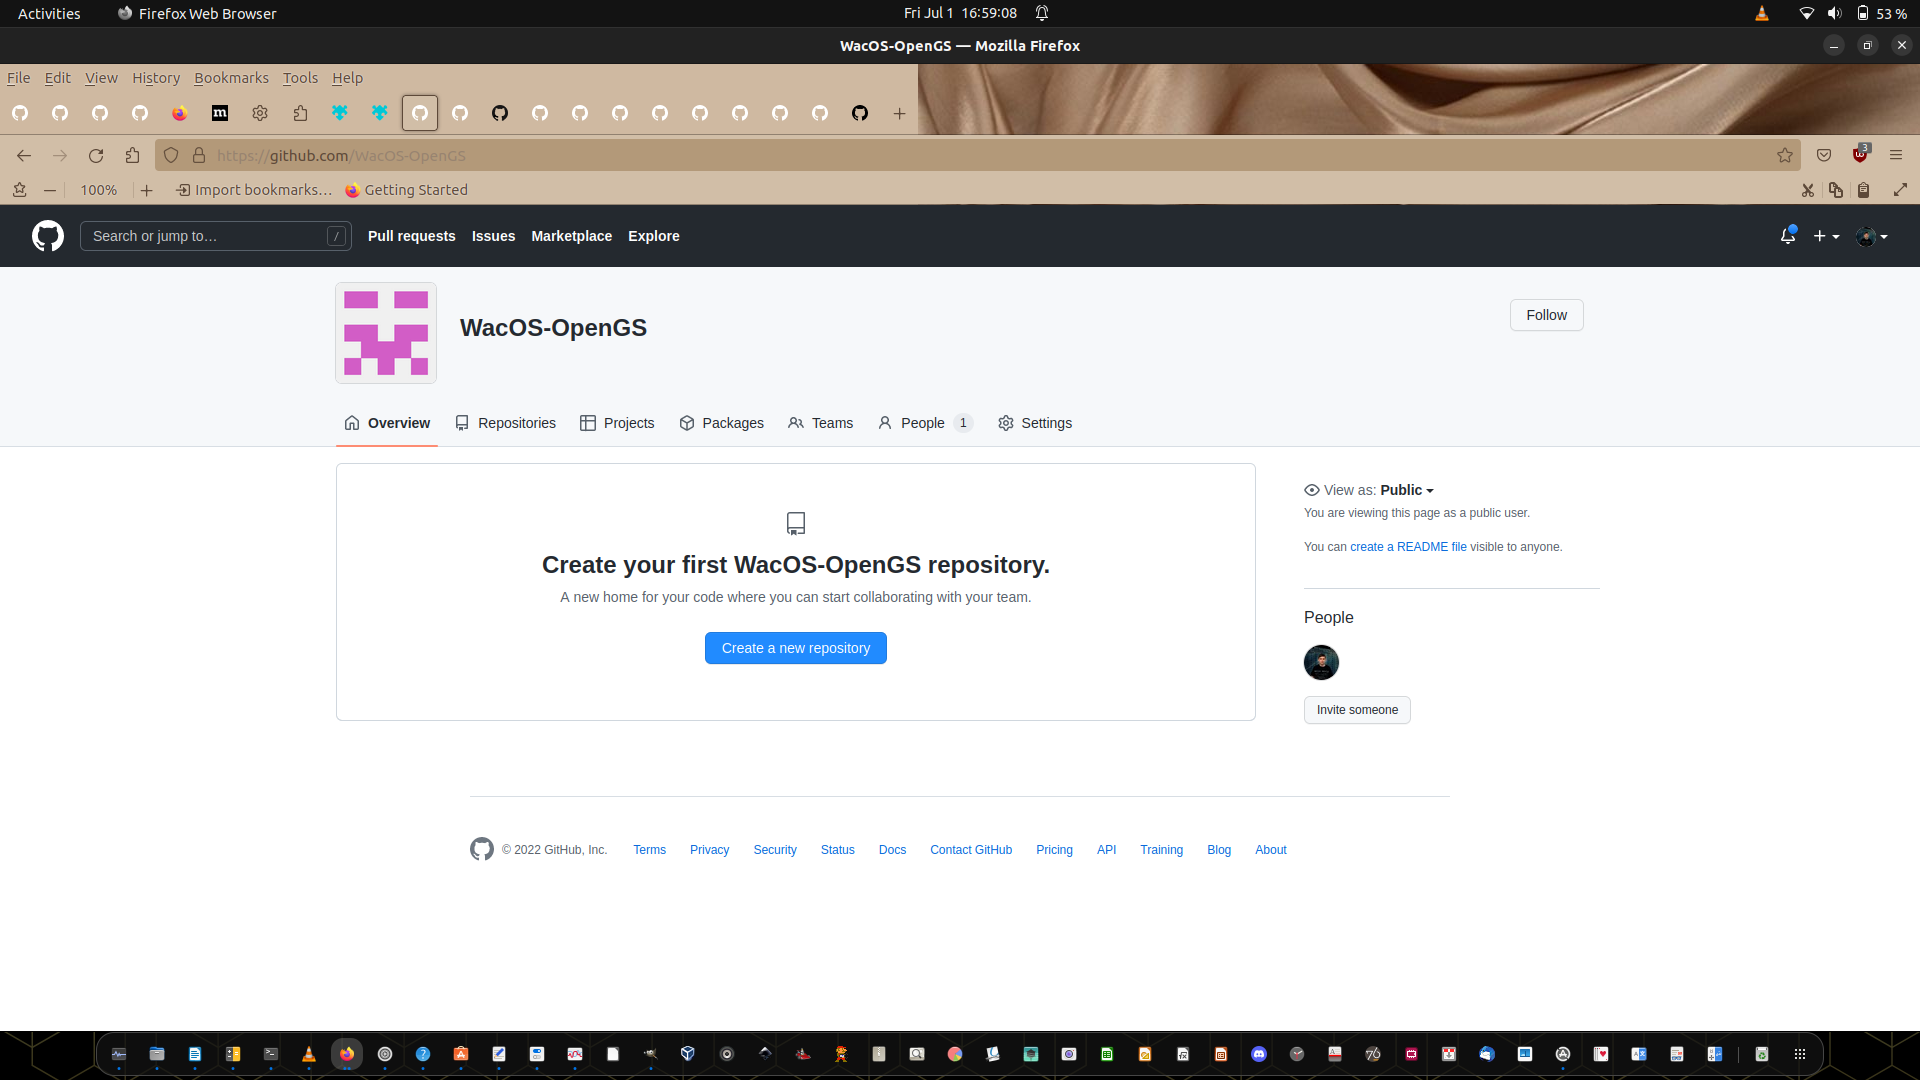 Activities Firefox Web Browser Fri Jul 1 16:59:08 53 %
WacOS-OpenGS — Mozilla Firefox
File Edit View History Bookmarks Tools Help
m
https://github.com/WacOS-OpenGS 3
100% Import bookmarks… Getting Started
Search or jump to… / Pull requests Issues Marketplace Explore
WacOS-OpenGS
Follow
Overview Repositories Projects Packages Teams People 1 Settings
View as: Public
You are viewing this page as a public user.
You can create a README file visible to anyone.
Create your first WacOS-OpenGS repository.
A new home for your code where you can start collaborating with your team.
Create a new repository
People
Invite someone
© 2022 GitHub, Inc. Terms Privacy Security Status Docs Contact GitHub Pricing API Training Blog About
76